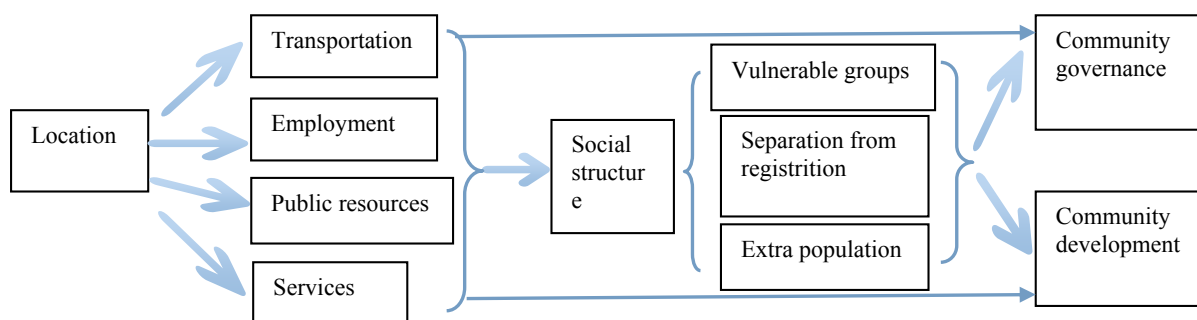 Location
Transportation
Employment
Public resources
Services
Social
structur
e
Vulnerable groups
Separation from
registrition
Extra population
Community
governance
Community
development